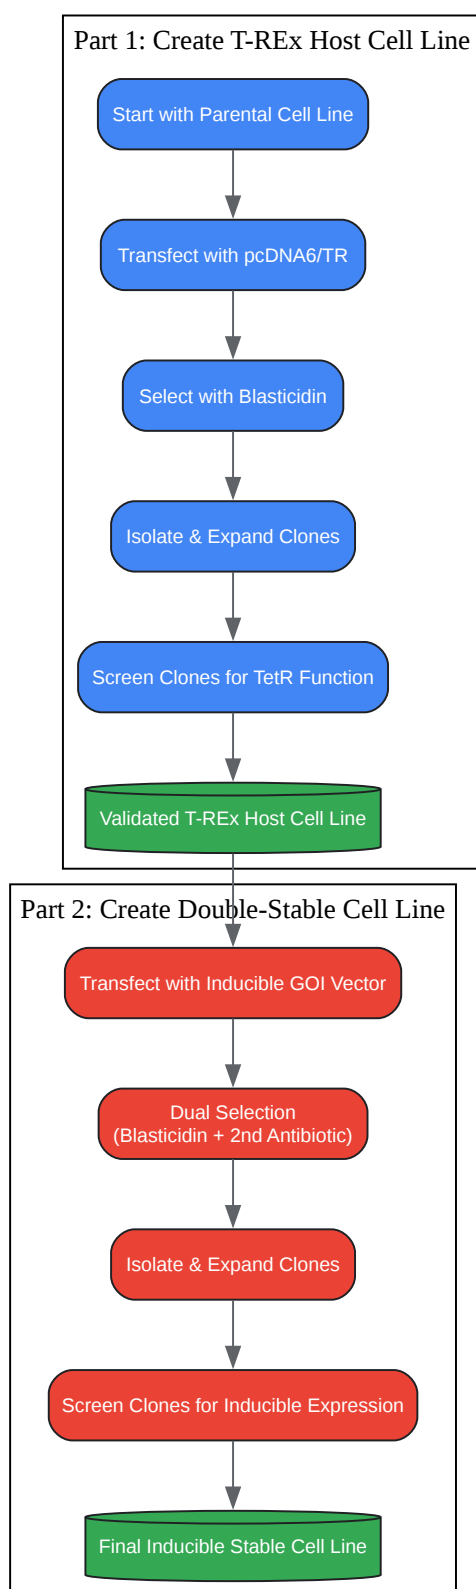 Part 1: Create T-REx Host Cell Line
Start with Parental Cell Line
Transfect with pcDNA6/TR
Select with Blasticidin
Isolate & Expand Clones
Screen Clones for TetR Function
Validated T-REx Host Cell Line
Part 2: Create Double-Stable Cell Line
Transfect with Inducible GOI Vector
Dual Selection
(Blasticidin + 2nd Antibiotic)
Isolate & Expand Clones
Screen Clones for Inducible Expression
Final Inducible Stable Cell Line